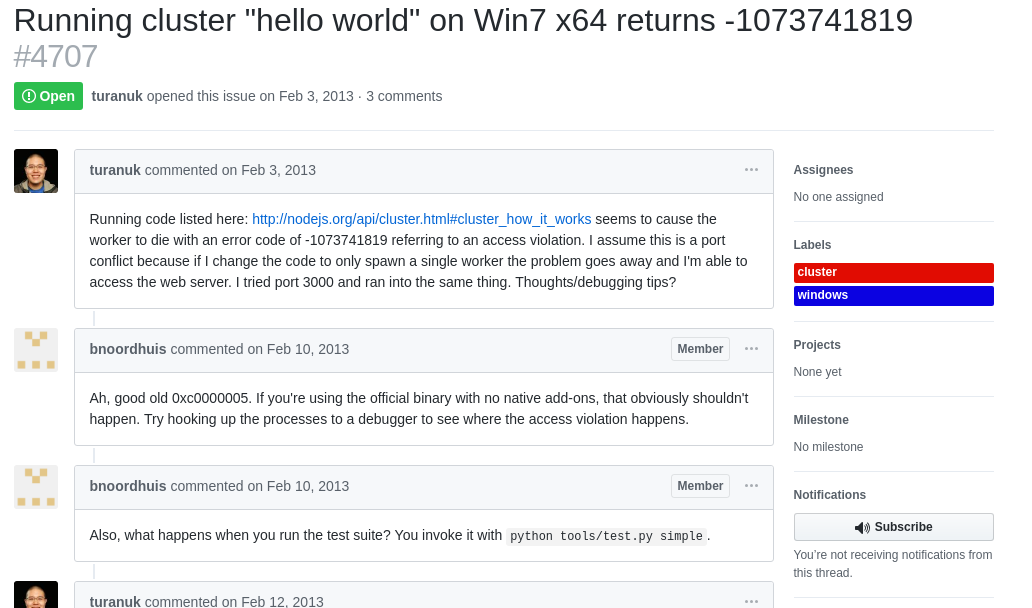 Running cluster "hello world" on Win7 x64 returns -1073741819
#4707
Open turanuk opened this issue on Feb 3, 2013 · 3 comments
turanuk commented on Feb 3, 2013
Running code listed here: http://nodejs.org/api/cluster.html#cluster_how_it_works seems to cause the
worker to die with an error code of -1073741819 referring to an access violation. I assume this is a port
conflict because if I change the code to only spawn a single worker the problem goes away and I'm able to
access the web server. I tried port 3000 and ran into the same thing. Thoughts/debugging tips?
bnoordhuis commented on Feb 10, 2013 Member
Ah, good old 0xc0000005. If you're using the official binary with no native add-ons, that obviously shouldn't
happen. Try hooking up the processes to a debugger to see where the access violation happens.
bnoordhuis commented on Feb 10, 2013 Member
Also, what happens when you run the test suite? You invoke it with python tools/test.py simple.
turanuk commented on Feb 12, 2013
Assignees
No one assigned
Labels
cluster
windows
Projects
None yet
Milestone
No milestone
Notifications
Subscribe
You're not receiving notifications from
this thread.